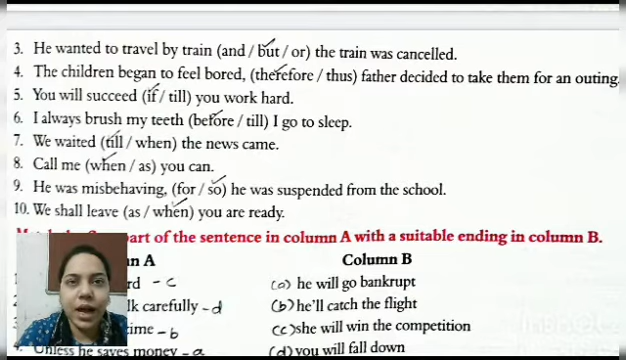 3. He wanted to travel by train (and / but / or) the train was cancelled.
4. The children began to feel bored, (therefore / thus) father decided to take them for an outing.
5. You will succeed (if / till) you work hard.
6. I always brush my teeth (before / till) I go to sleep.
7. We waited (till / when) the news came.
8. Call me (when / as) you can.
9. He was misbehaving, (for / so) he was suspended from the school.
10. We shall leave (as / when) you are ready.
part of the sentence in column A with a suitable ending in column B.
n A Column B
rd - c (a) he will go bankrupt
lk carefully - d (b) he'll catch the flight
ime - b (c) she will win the competition
4. Unless he saves money - a (d) you will fall down